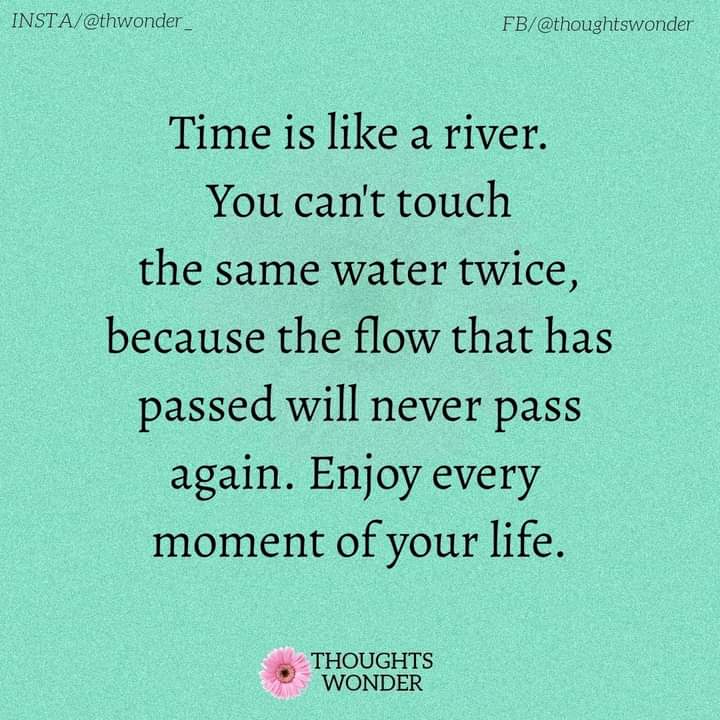 INSTA/@thwonder_
FB/@thoughtswonder
Time is like a river.
You can't touch
the same water twice,
because the flow that has
passed will never pass
again. Enjoy every
moment of your life.
THOUGHTS
WONDER